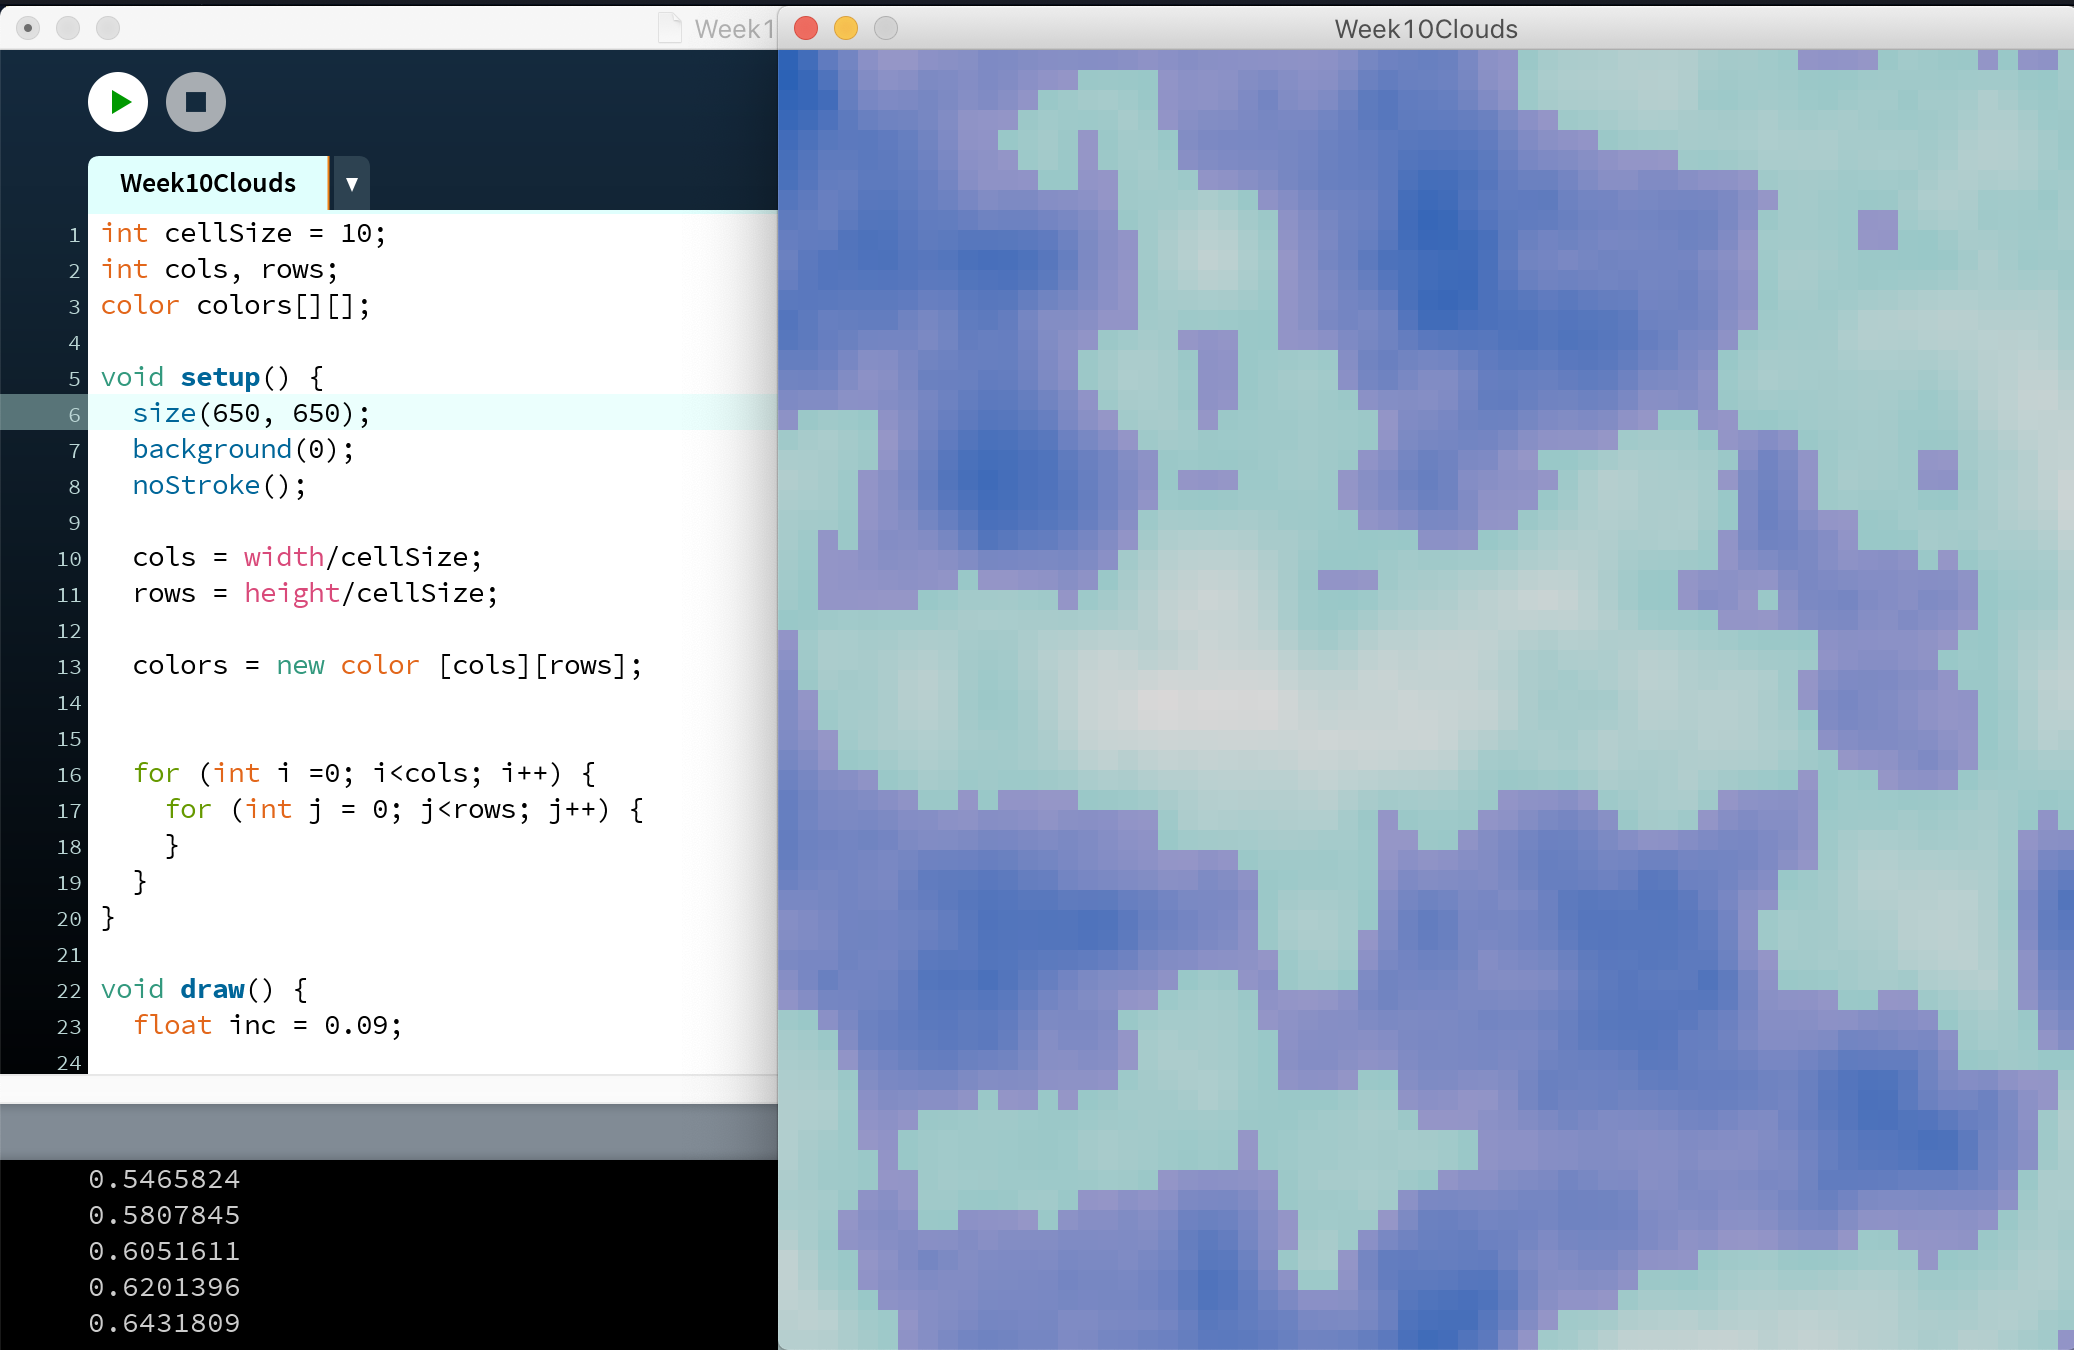 Week1
Week10Clouds
Week10Clouds
1 int cellSize = 10;
2 int cols, rows;
3 color colors[][];
4
5 void setup() {
6 size(650, 650);
7 background(0);
8 noStroke();
9
10 cols = width/cellSize;
11 rows = height/cellSize;
12
13 colors = new color [cols][rows];
14
15
16 for (int i =0; i<cols; i++) {
17 for (int j = 0; j<rows; j++) {
18 }
19 }
20 }
21
22 void draw() {
23 float inc = 0.09;
24
0.5465824
0.5807845
0.6051611
0.6201396
0.6431809